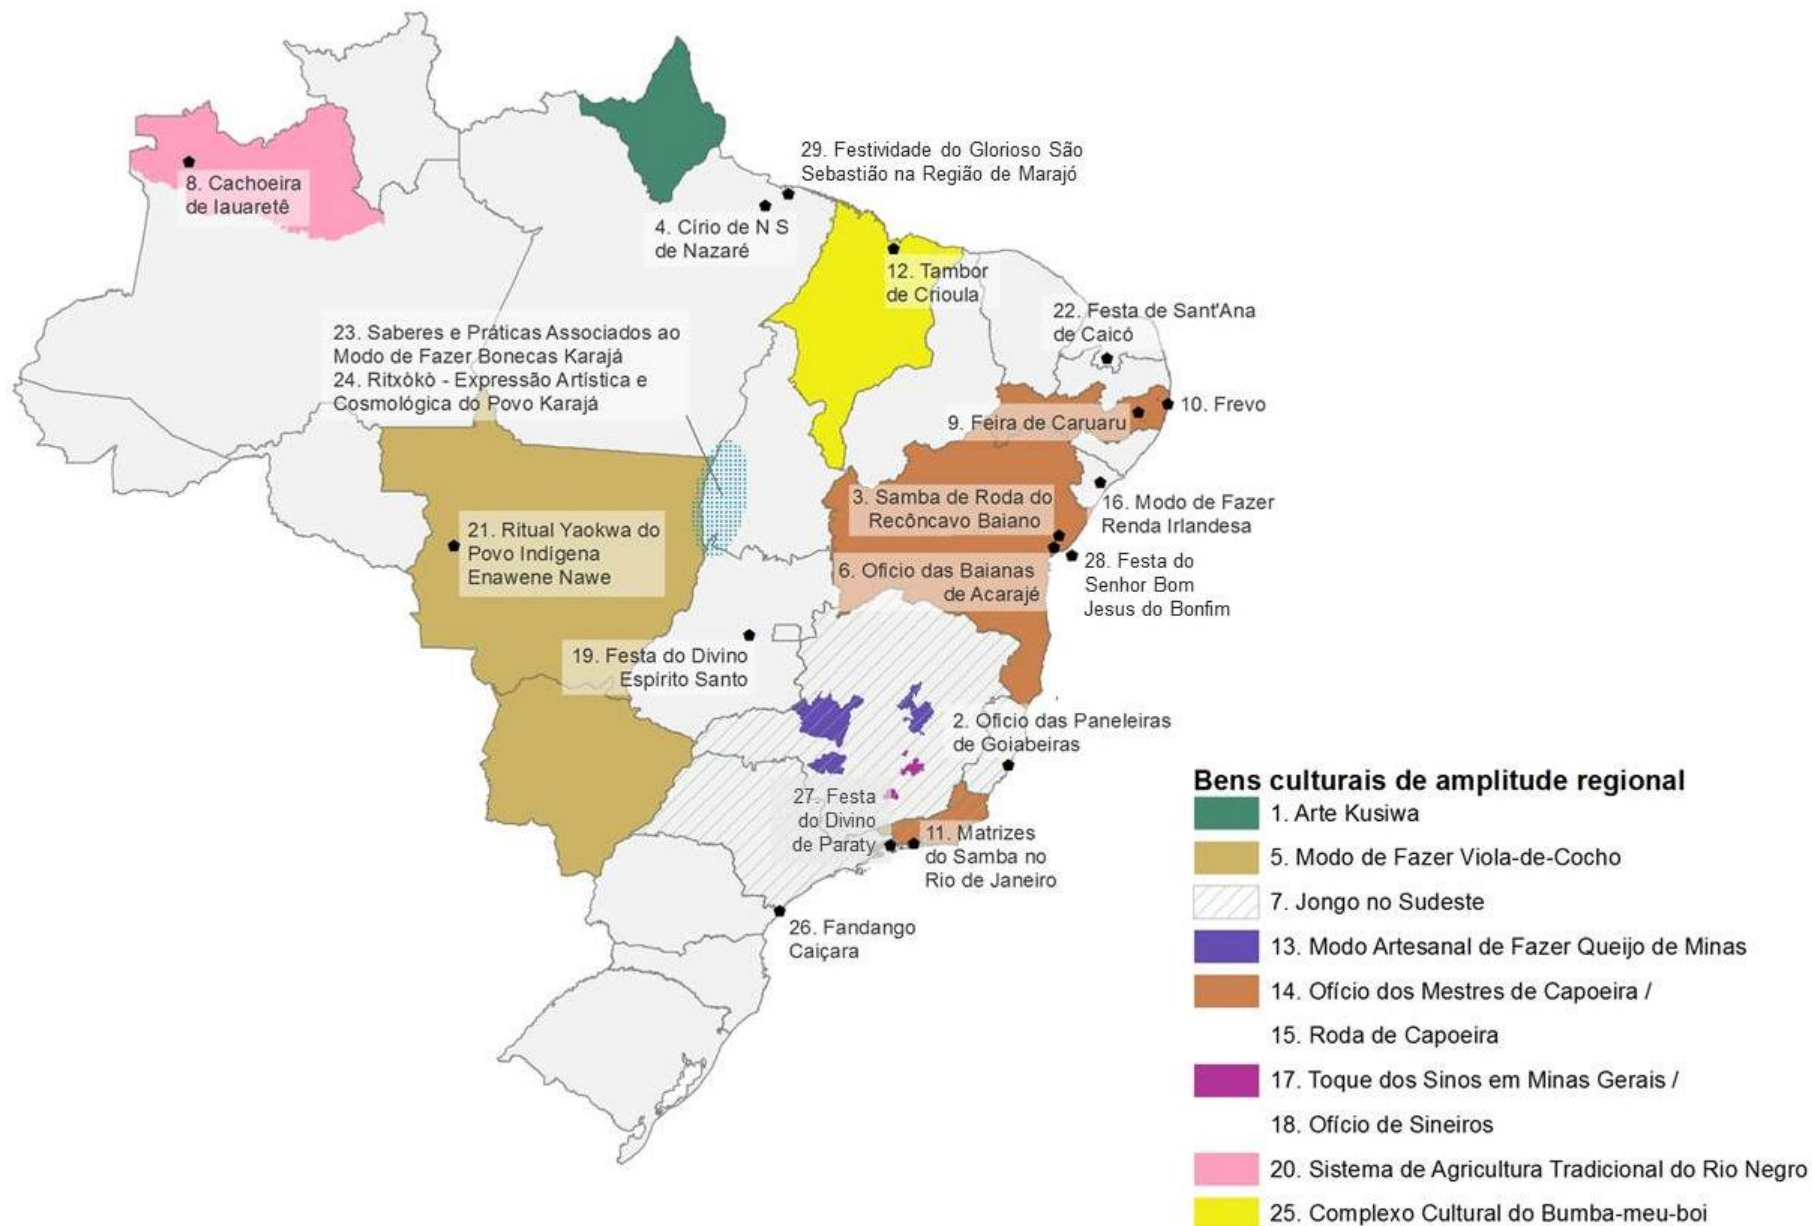 29. Festividade do Glorioso São
Sebastião na Região de Marajó
8. Cachoeira
de Iauaretê
4. Círio de N S
de Nazaré
12. Tambor
de Crioula
22. Festa de Sant'Ana
de Caicó
23. Saberes e Práticas Associados ao
Modo de Fazer Bonecas Karajá
24. Ritxòkò - Expressão Artística e
Cosmológica do Povo Karajá
10. Frevo
9. Feira de Caruaru
3. Samba de Roda do
Recôncavo Baiano
16. Modo de Fazer
Renda Irlandesa
21. Ritual Yaokwa do
Povo Indígena
Enawene Nawe
28. Festa do
Senhor Bom
Jesus do Bonfim
6. Ofício das Baianas
de Acarajé
19. Festa do Divino
Espírito Santo
2. Ofício das Paneleiras
de Goiabeiras
27. Festa
do Divino
de Paraty
11. Matrizes
do Samba no
Rio de Janeiro
26. Fandango
Caiçara
Bens culturais de amplitude regional
1. Arte Kusiwa
5. Modo de Fazer Viola-de-Cocho
7. Jongo no Sudeste
13. Modo Artesanal de Fazer Queijo de Minas
14. Ofício dos Mestres de Capoeira /
15. Roda de Capoeira
17. Toque dos Sinos em Minas Gerais /
18. Ofício de Sineiros
20. Sistema de Agricultura Tradicional do Rio Negro
25. Complexo Cultural do Bumba-meu-boi